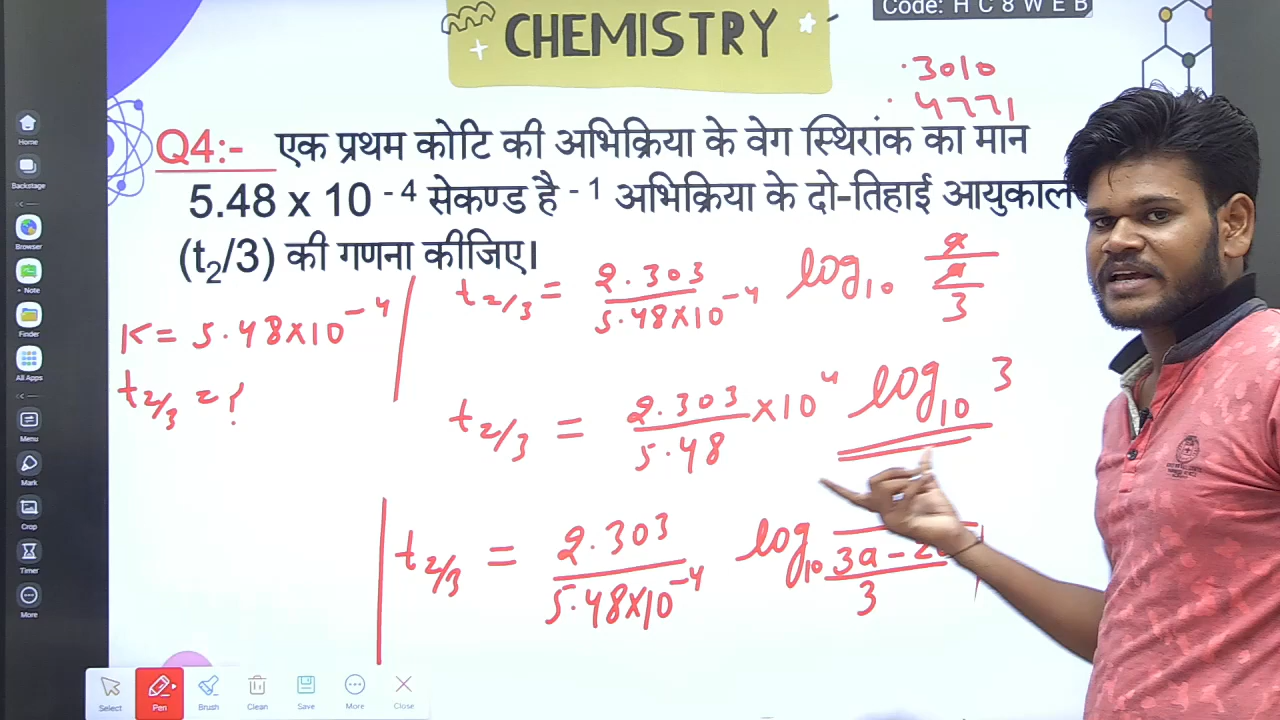 Code: HC8WEB
CHEMISTRY
.3010
.4771
Q4:- एक प्रथम कोटि की अभिक्रिया के वेग स्थिरांक का मान
5.48 x 10 ⁻⁴ सेकण्ड है ⁻¹ अभिक्रिया के दो-तिहाई आयुकाल
(t₂/3) की गणना कीजिए।
K = 5.48×10⁻⁴
t₂/₃ = ?
t₂/₃ = 2.303 / 5.48×10⁻⁴ log₁₀ a / a / 3
t₂/₃ = 2.303 / 5.48 ×10⁴ log₁₀ 3
t₂/₃ = 2.303 / 5.48×10⁻⁴ log₁₀ 3a - / 3
Home
Backstage
Browser
+ Note
Finder
All Apps
Menu
Mark
Crop
Timer
More
Select
Pen
Brush
Clean
Save
More
Close